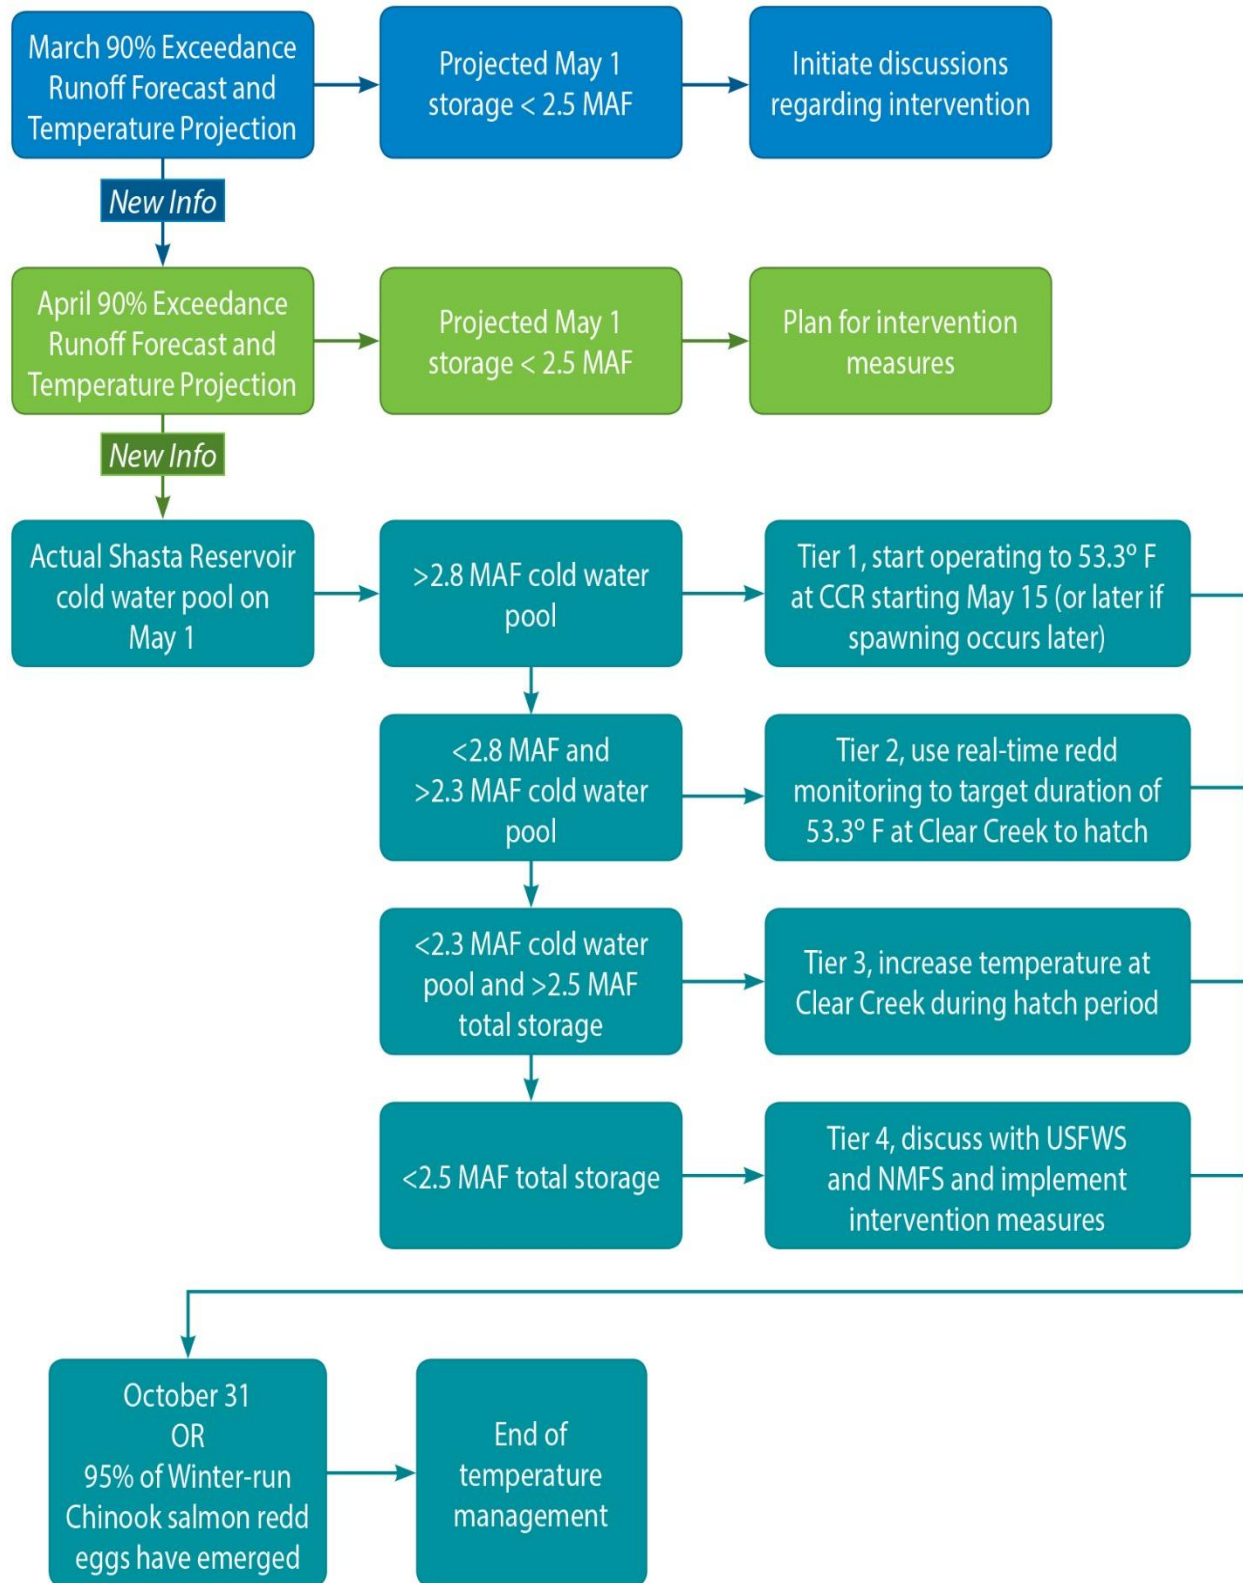 March 90% Exceedance
Runoff Forecast and
Temperature Projection
Projected May 1
storage < 2.5 MAF
Initiate discussions
regarding intervention
New Info
April 90% Exceedance
Runoff Forecast and
Temperature Projection
Projected May 1
storage < 2.5 MAF
Plan for intervention
measures
New Info
Actual Shasta Reservoir
cold water pool on
May 1
>2.8 MAF cold water
pool
Tier 1, start operating to 53.3º F
at CCR starting May 15 (or later if
spawning occurs later)
<2.8 MAF and
>2.3 MAF cold water
pool
Tier 2, use real-time redd
monitoring to target duration of
53.3º F at Clear Creek to hatch
<2.3 MAF cold water
pool and >2.5 MAF
total storage
Tier 3, increase temperature at
Clear Creek during hatch period
<2.5 MAF total storage
Tier 4, discuss with USFWS
and NMFS and implement
intervention measures
October 31
OR
95% of Winter-run
Chinook salmon redd
eggs have emerged
End of
temperature
management